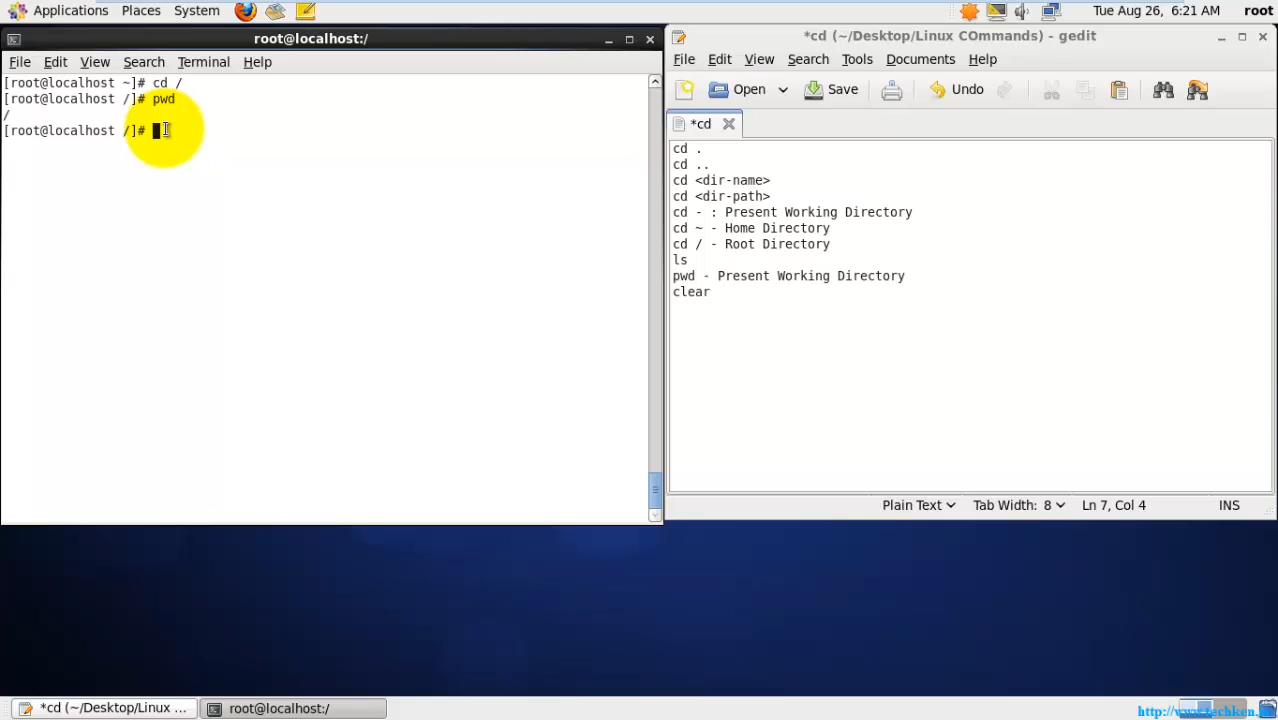 Applications Places System
Tue Aug 26, 6:21 AM root
root@localhost:/
File Edit View Search Terminal Help
[root@localhost ~]# cd /
[root@localhost /]# pwd
/
[root@localhost /]#
*cd (~/Desktop/Linux COmmands) - gedit
File Edit View Search Tools Documents Help
Open Save Undo
*cd
cd .
cd ..
cd <dir-name>
cd <dir-path>
cd - : Present Working Directory
cd ~ - Home Directory
cd / - Root Directory
ls
pwd - Present Working Directory
clear
Plain Text Tab Width: 8 Ln 7, Col 4 INS
*cd (~/Desktop/Linux ...
root@localhost:/